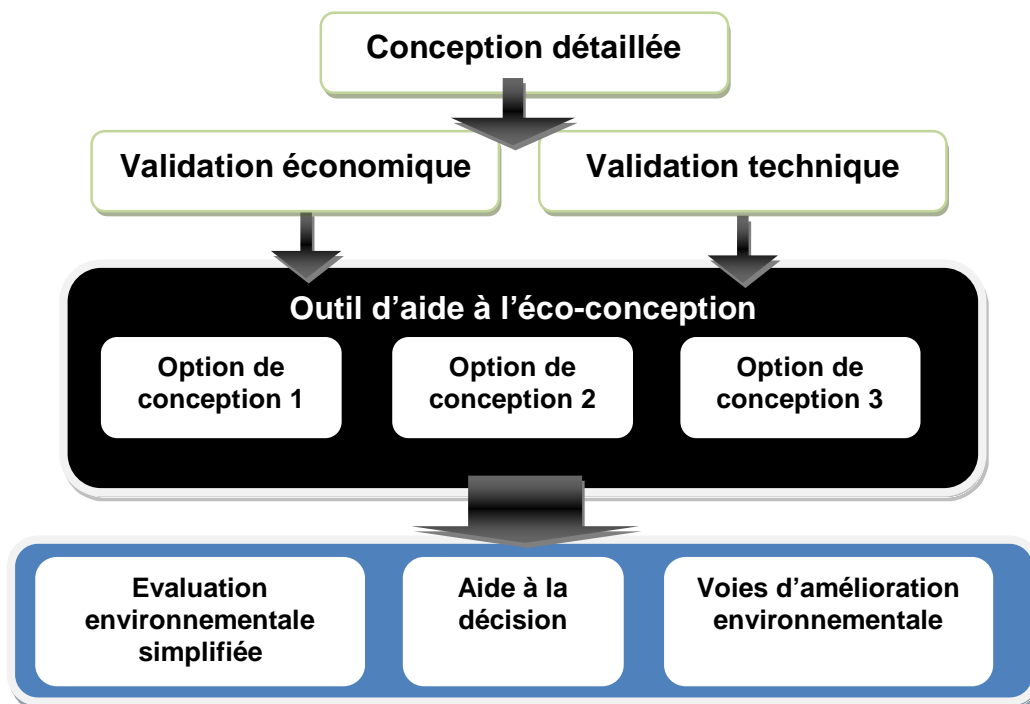 Conception détaillée
Validation économique
Validation technique
Outil d'aide à l'éco-conception
Option de
conception 1
Option de
conception 2
Option de
conception 3
Evaluation
environnementale
simplifiée
Aide à la
décision
Voies d'amélioration
environnementale